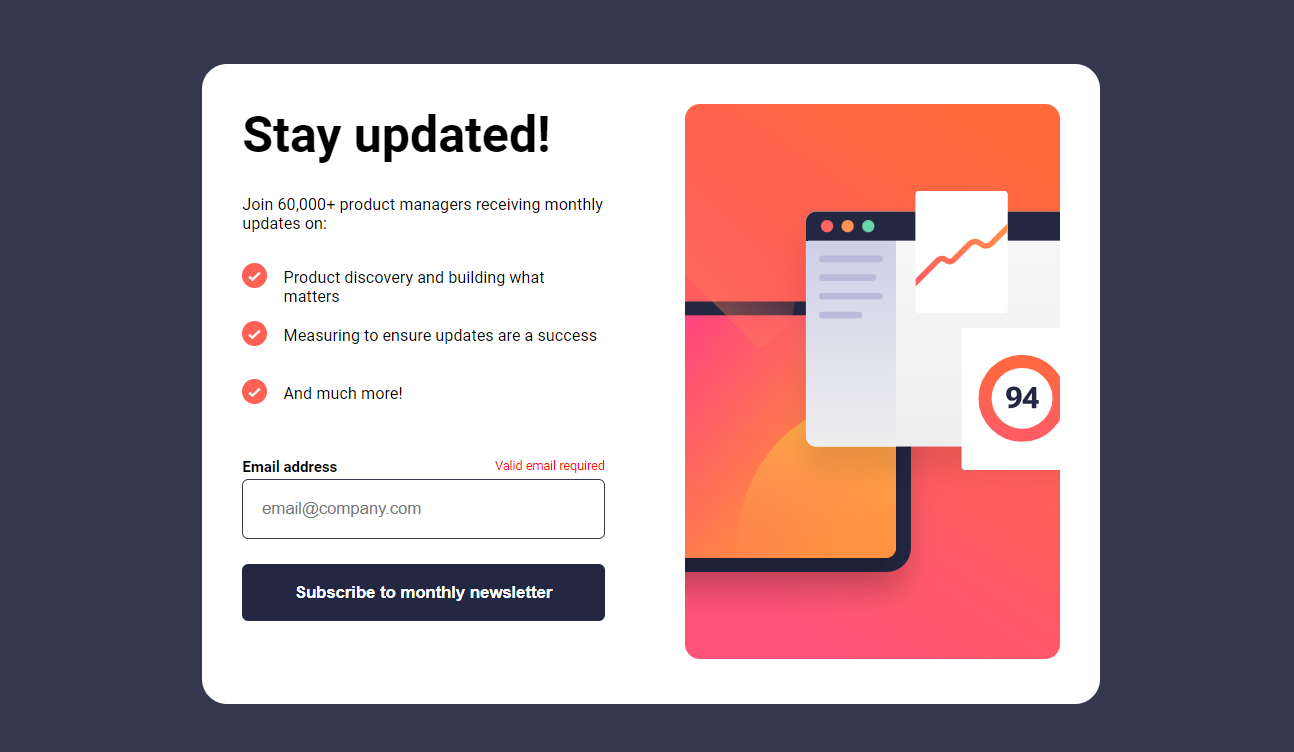 Stay updated!
Join 60,000+ product managers receiving monthly
updates on:
Product discovery and building what
matters
Measuring to ensure updates are a success
And much more!
Email address
Valid email required
email@company.com
Subscribe to monthly newsletter
94